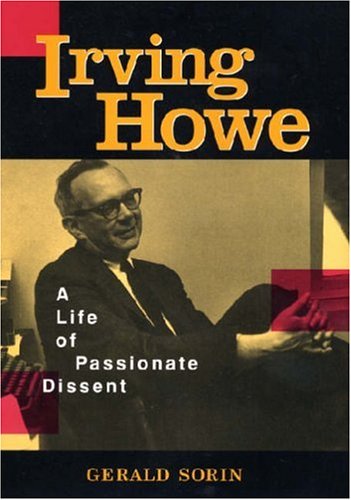 Irving
Howe
A
Life
of
Passionate
Dissent
GERALD SORIN